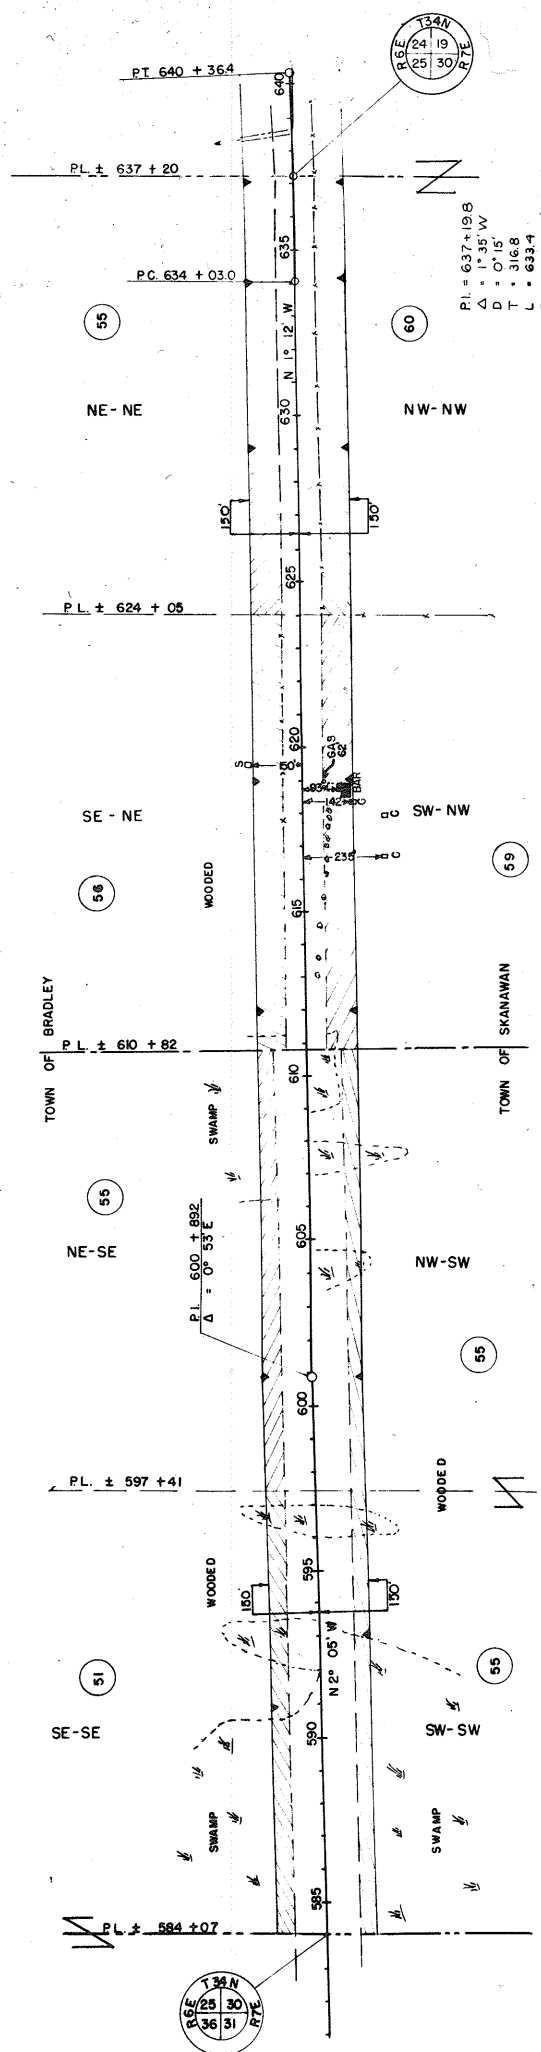 T34N
R6E 24 19 R7E
25 30
P.T. 640 + 36.4
640
P.L. ± 637 + 20
P.I. = 637+19.8
Δ = 1° 35' W
D = 0° 15'
T = 316.8
L = 633.4
635
P.C. 634 + 03.0
N 1° 12' W
55
60
NE-NE
630
NW-NW
150'
150'
625
P.L. ± 624 + 05
620
S
GAS
62
93
BAR
142
C
SE-NE
C
SW-NW
235
C
59
56
WOODED
615
TOWN OF BRADLEY
TOWN OF SKANAWAN
P.L. ± 610 + 82
610
SWAMP
55
P.I. 600 + 89.2
Δ = 0° 53' E
605
NE-SE
NW-SW
55
600
P.L. ± 597 + 41
WOODED
WOODED
595
150'
150'
N 2° 05' W
51
55
590
SE-SE
SW-SW
SWAMP
SWAMP
585
P.L. ± 584 + 07
T34N
R6E 25 30 R7E
36 31